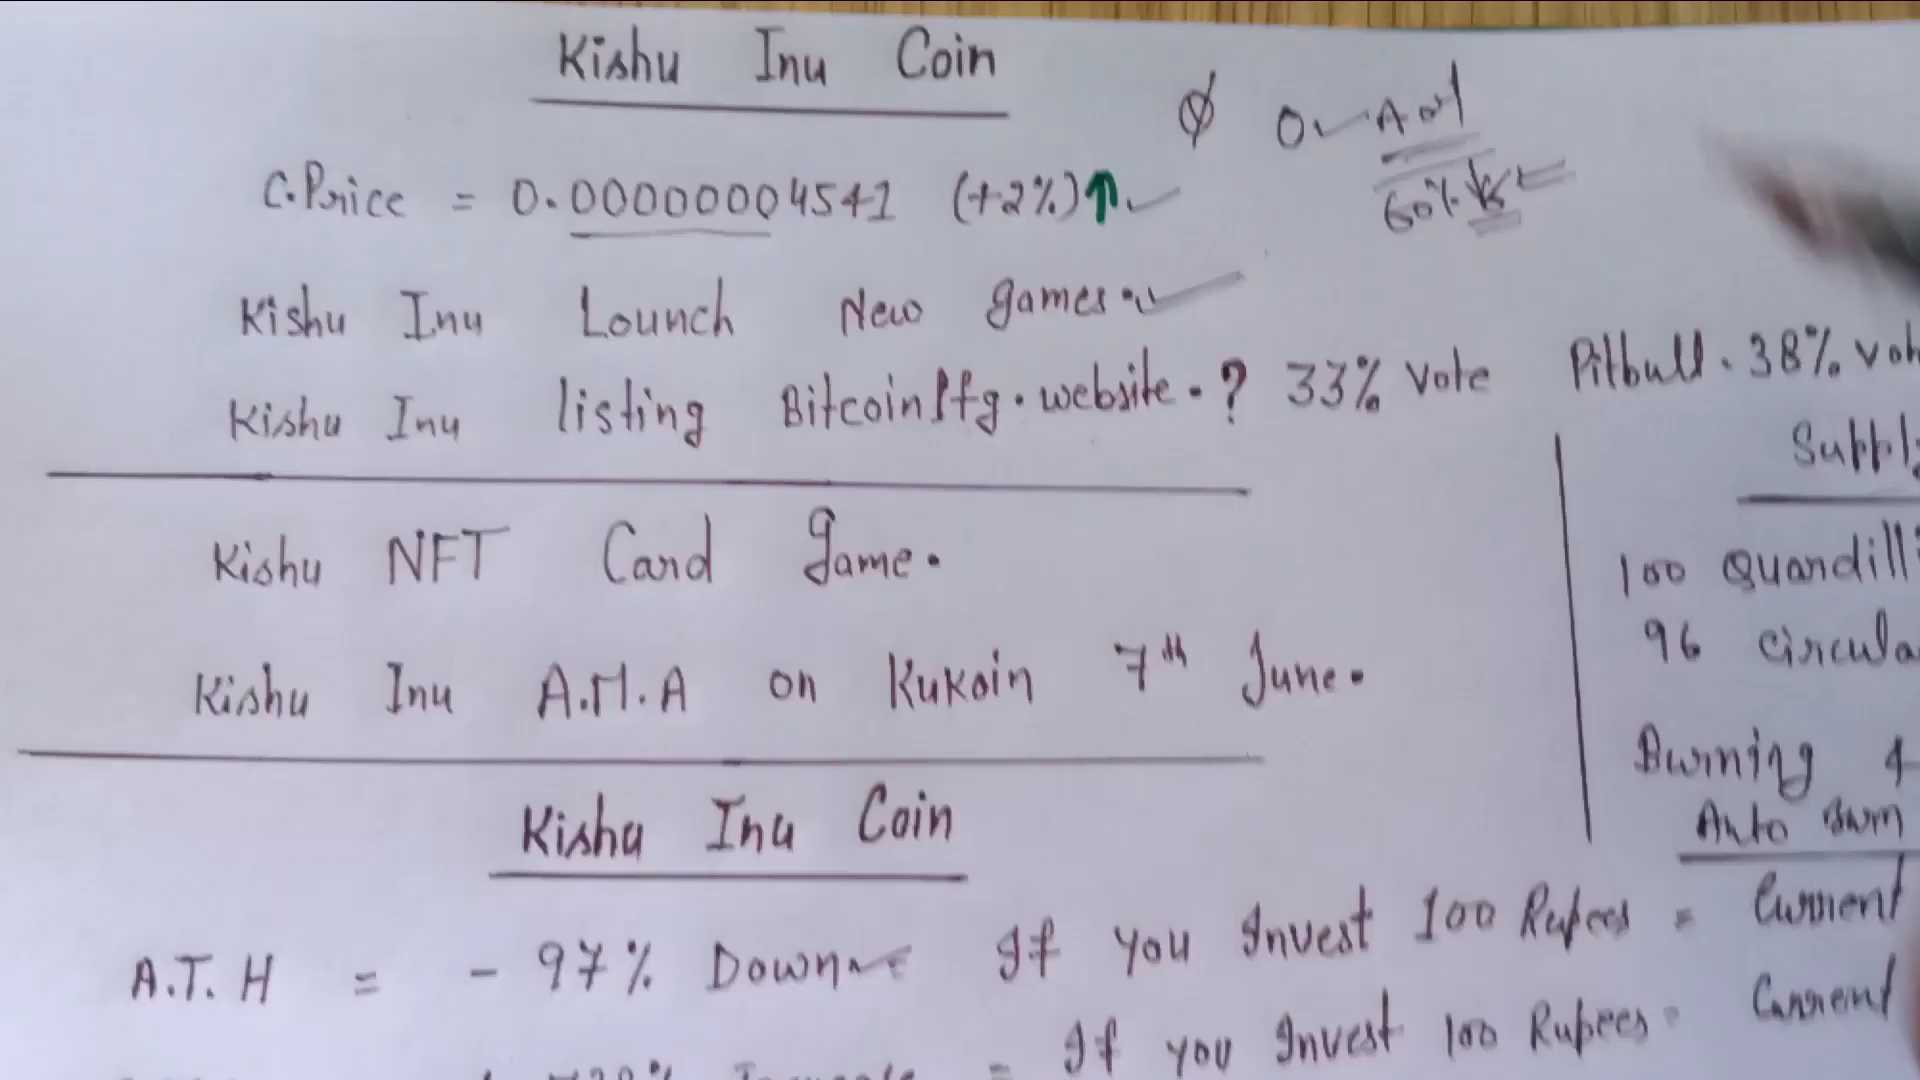 Kishu Inu Coin
C.Price = 0.00000004541 (+2%)
60%
Kishu Inu Lounch New games.
Kishu Inu listing Bitcoin website.? 33% Vote Pitbull. 38%
Kishu NFT Card game.
Kishu Inu A.M.A on Kukoin 7th June.
100
96
Burning
Auto Burn
Kishu Inu Coin
A.T.H = - 97% Down If you Invest 100 Rupees = Current
If you Invest 100 Rupees Current